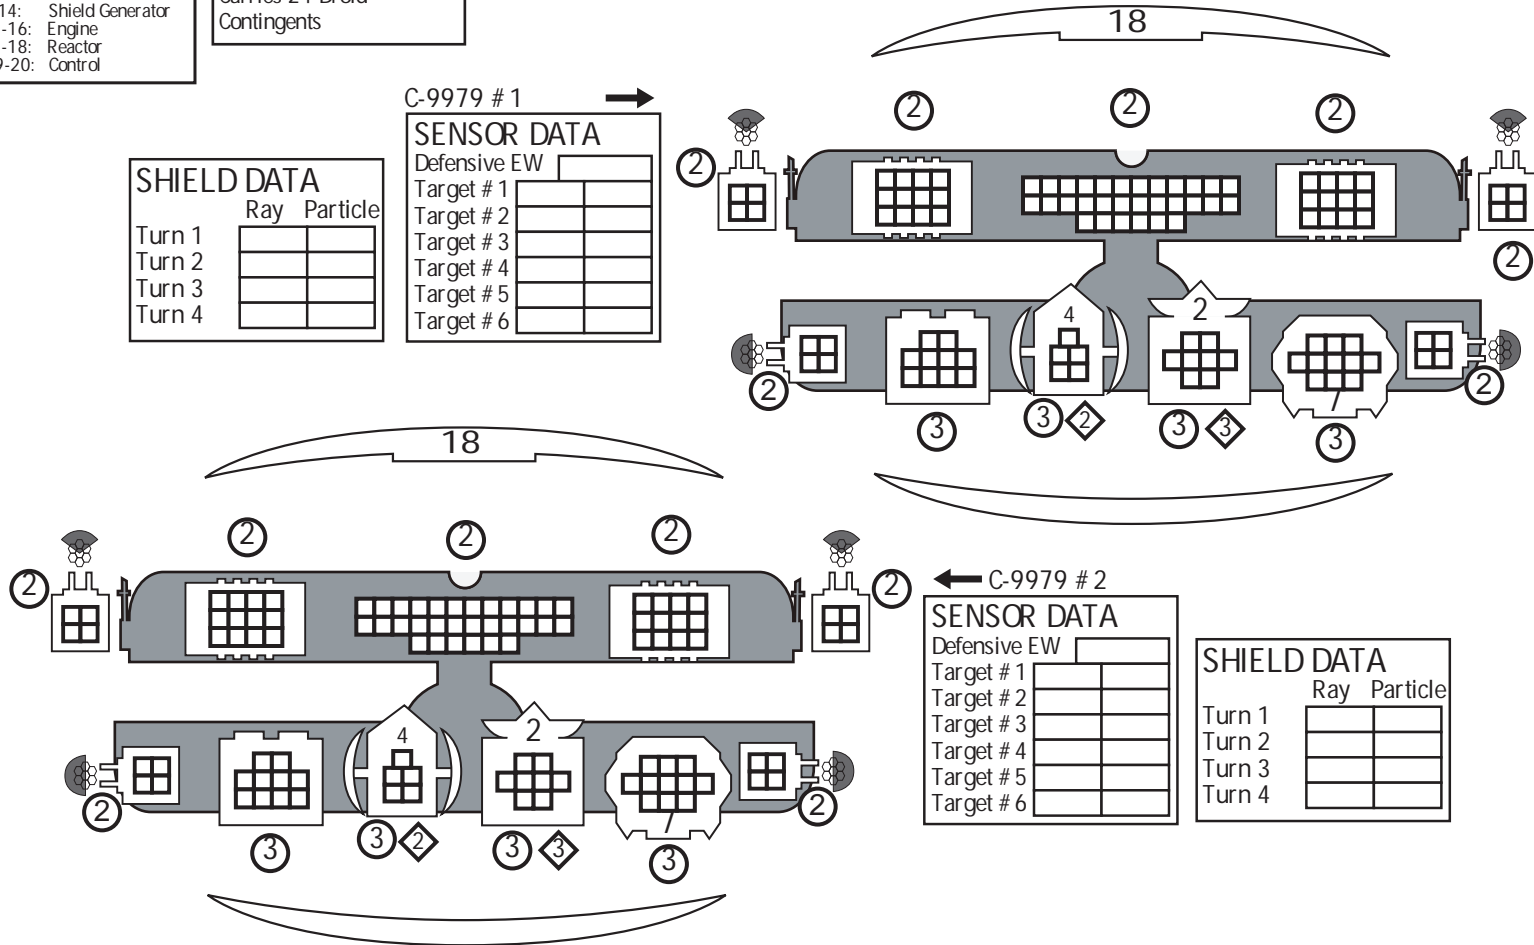 14: Shield Generator
-16: Engine
-18: Reactor
9-20: Control
Contingents
18
C-9979 #1
SENSOR DATA
Defensive EW
Target #1
Target #2
Target #3
Target #4
Target #5
Target #6
SHIELD DATA
Ray Particle
Turn 1
Turn 2
Turn 3
Turn 4
2 2 2
2
2
4 2
2 2
3 3 2 3 3 3
18
2 2 2
2 2
4 2
2 2
3 3 2 3 3 3
C-9979 #2
SENSOR DATA
Defensive EW
Target #1
Target #2
Target #3
Target #4
Target #5
Target #6
SHIELD DATA
Ray Particle
Turn 1
Turn 2
Turn 3
Turn 4